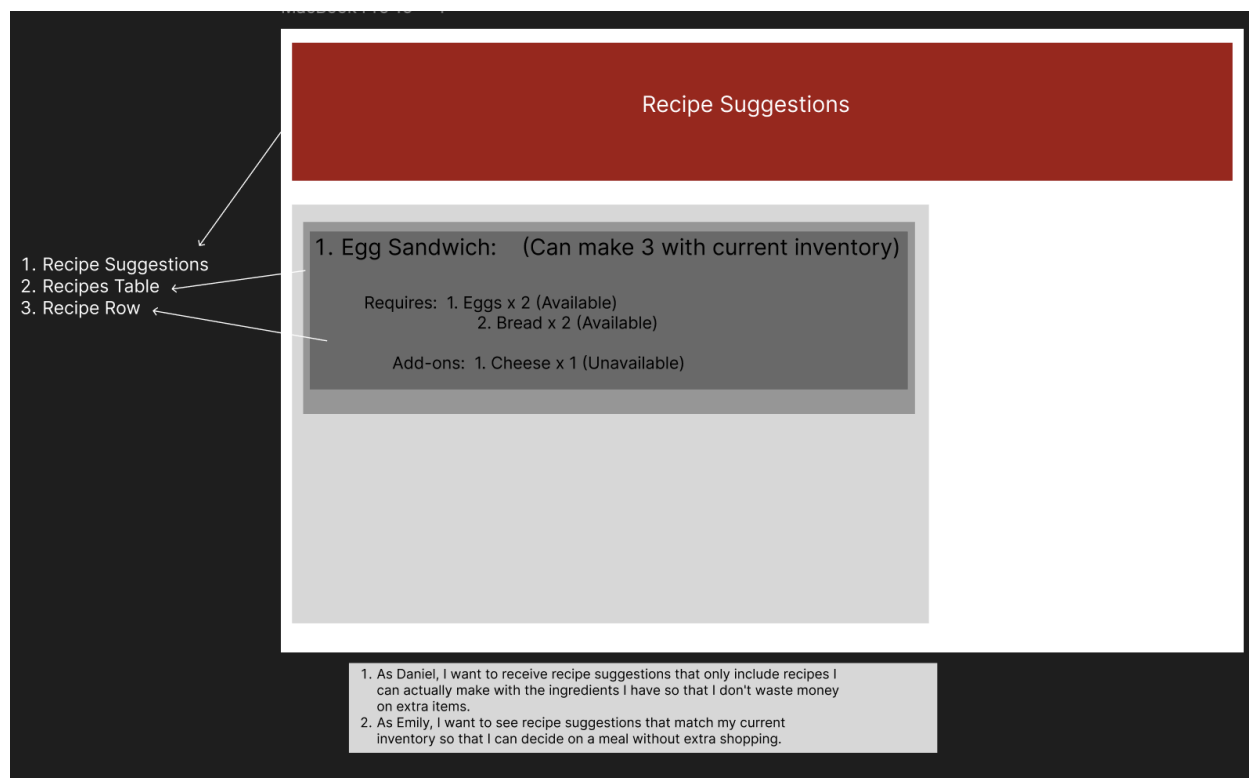 Recipe Suggestions
1. Egg Sandwich: (Can make 3 with current inventory)
Requires: 1. Eggs x 2 (Available)
2. Bread x 2 (Available)
Add-ons: 1. Cheese x 1 (Unavailable)
1. Recipe Suggestions
2. Recipes Table
3. Recipe Row
1. As Daniel, I want to receive recipe suggestions that only include recipes I
can actually make with the ingredients I have so that I don't waste money
on extra items.
2. As Emily, I want to see recipe suggestions that match my current
inventory so that I can decide on a meal without extra shopping.